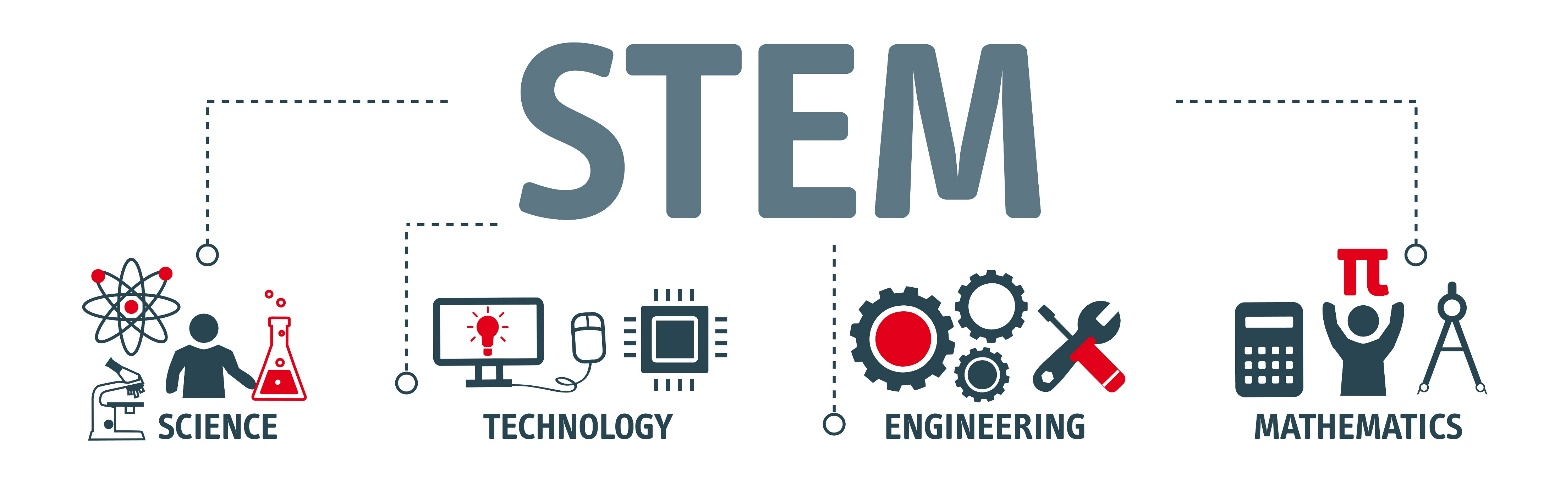 STEM
π
SCIENCE
TECHNOLOGY
ENGINEERING
MATHEMATICS